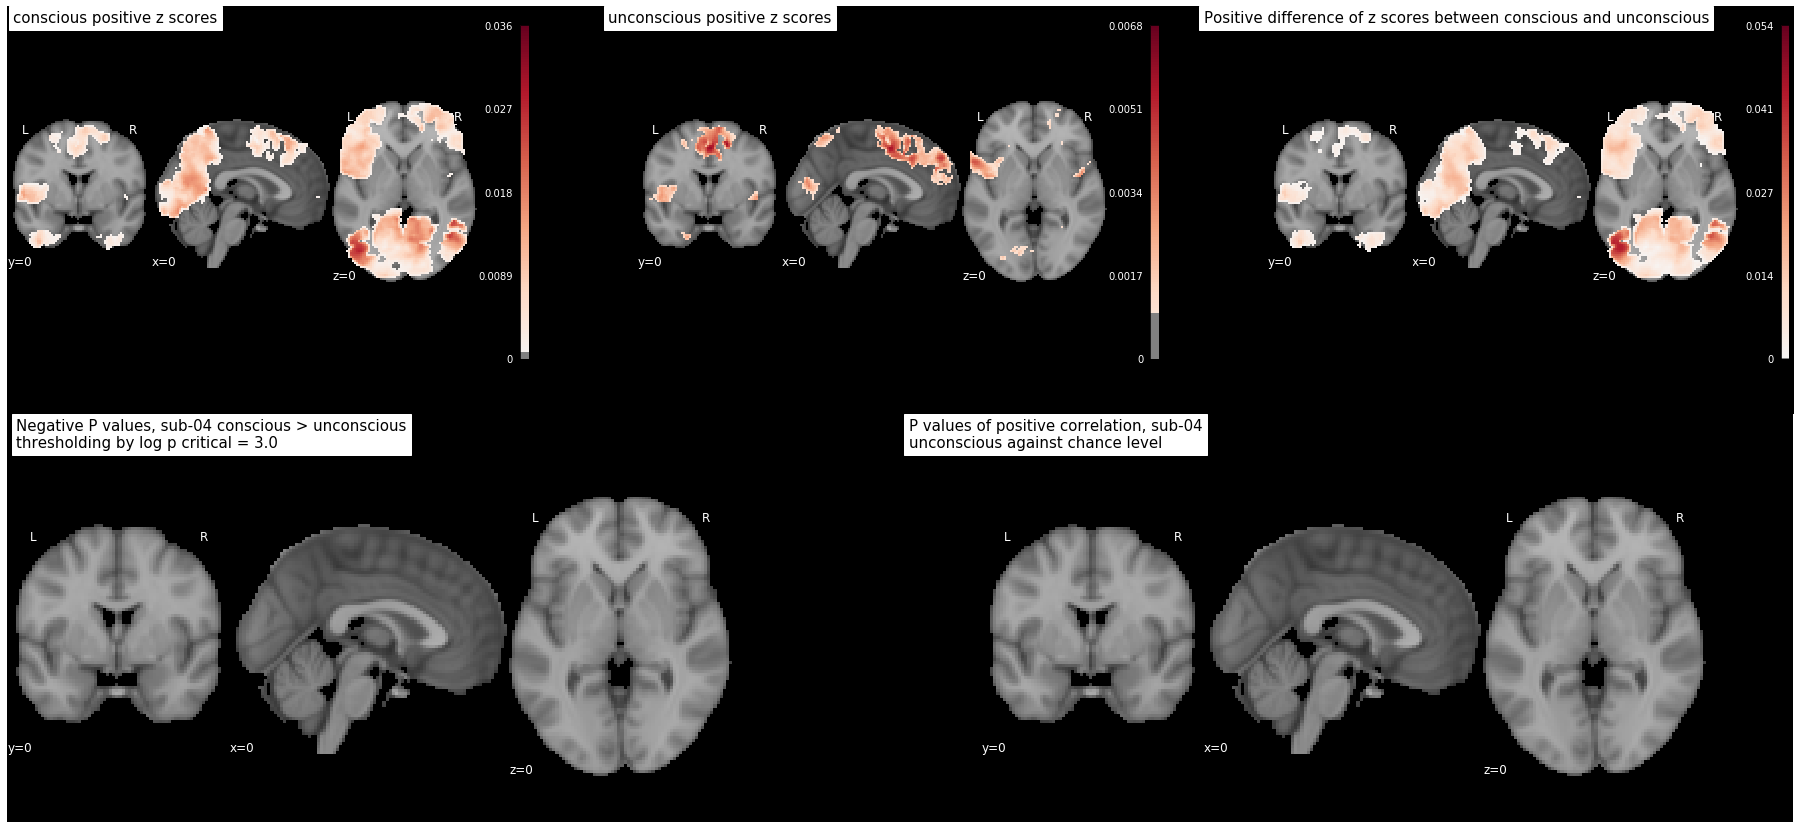 conscious positive z scores
unconscious positive z scores
Positive difference of z scores between conscious and unconscious
0.036
0.027
0.018
0.0089
0
L
R
L
R
y=0
x=0
z=0
0.0068
0.0051
0.0034
0.0017
0
L
R
L
R
y=0
x=0
z=0
0.054
0.041
0.027
0.014
0
L
R
L
R
y=0
x=0
z=0
Negative P values, sub-04 conscious > unconscious
thresholding by log p critical = 3.0
L
R
L
R
y=0
x=0
z=0
P values of positive correlation, sub-04
unconscious against chance level
L
R
L
R
y=0
x=0
z=0